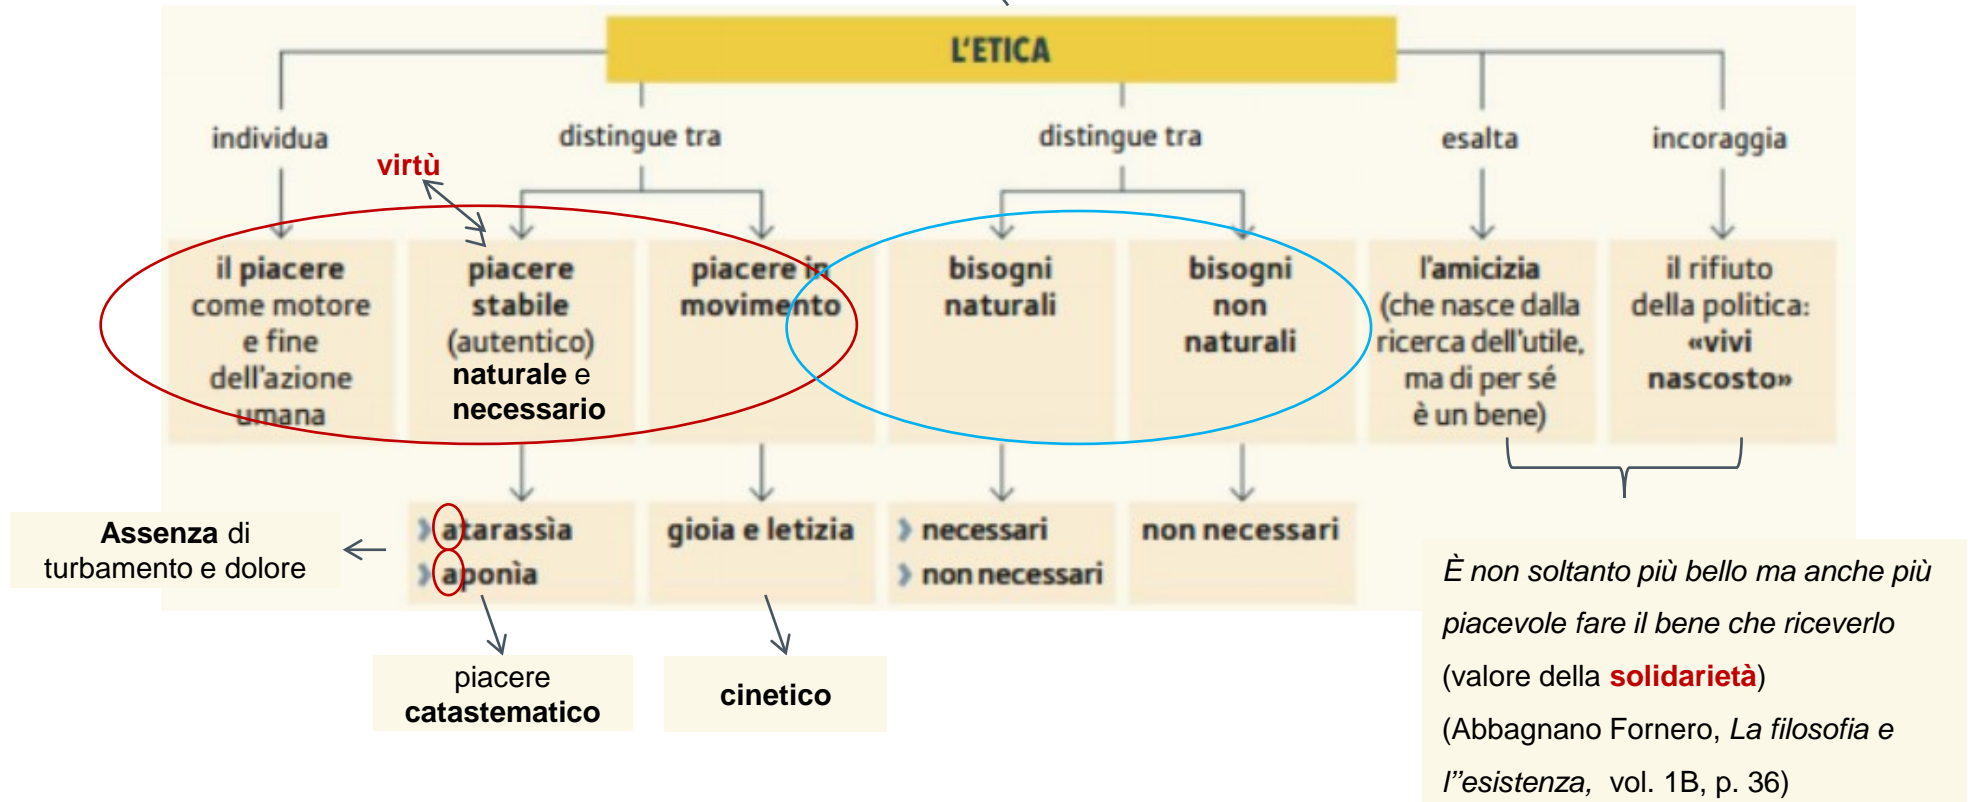 L'ETICA
individua
distingue tra
distingue tra
esalta
incoraggia
virtù
il piacere
come motore
e fine
dell'azione
umana
piacere
stabile
(autentico)
naturale e
necessario
piacere in
movimento
bisogni
naturali
bisogni
non
naturali
l'amicizia
(che nasce dalla
ricerca dell'utile,
ma di per sé
è un bene)
il rifiuto
della politica:
«vivi
nascosto»
Assenza di
turbamento e dolore
atarassìa
aponìa
gioia e letizia
necessari
non necessari
non necessari
piacere
catastematico
cinetico
È non soltanto più bello ma anche più
piacevole fare il bene che riceverlo
(valore della solidarietà)
(Abbagnano Fornero, La filosofia e
l’’esistenza, vol. 1B, p. 36)